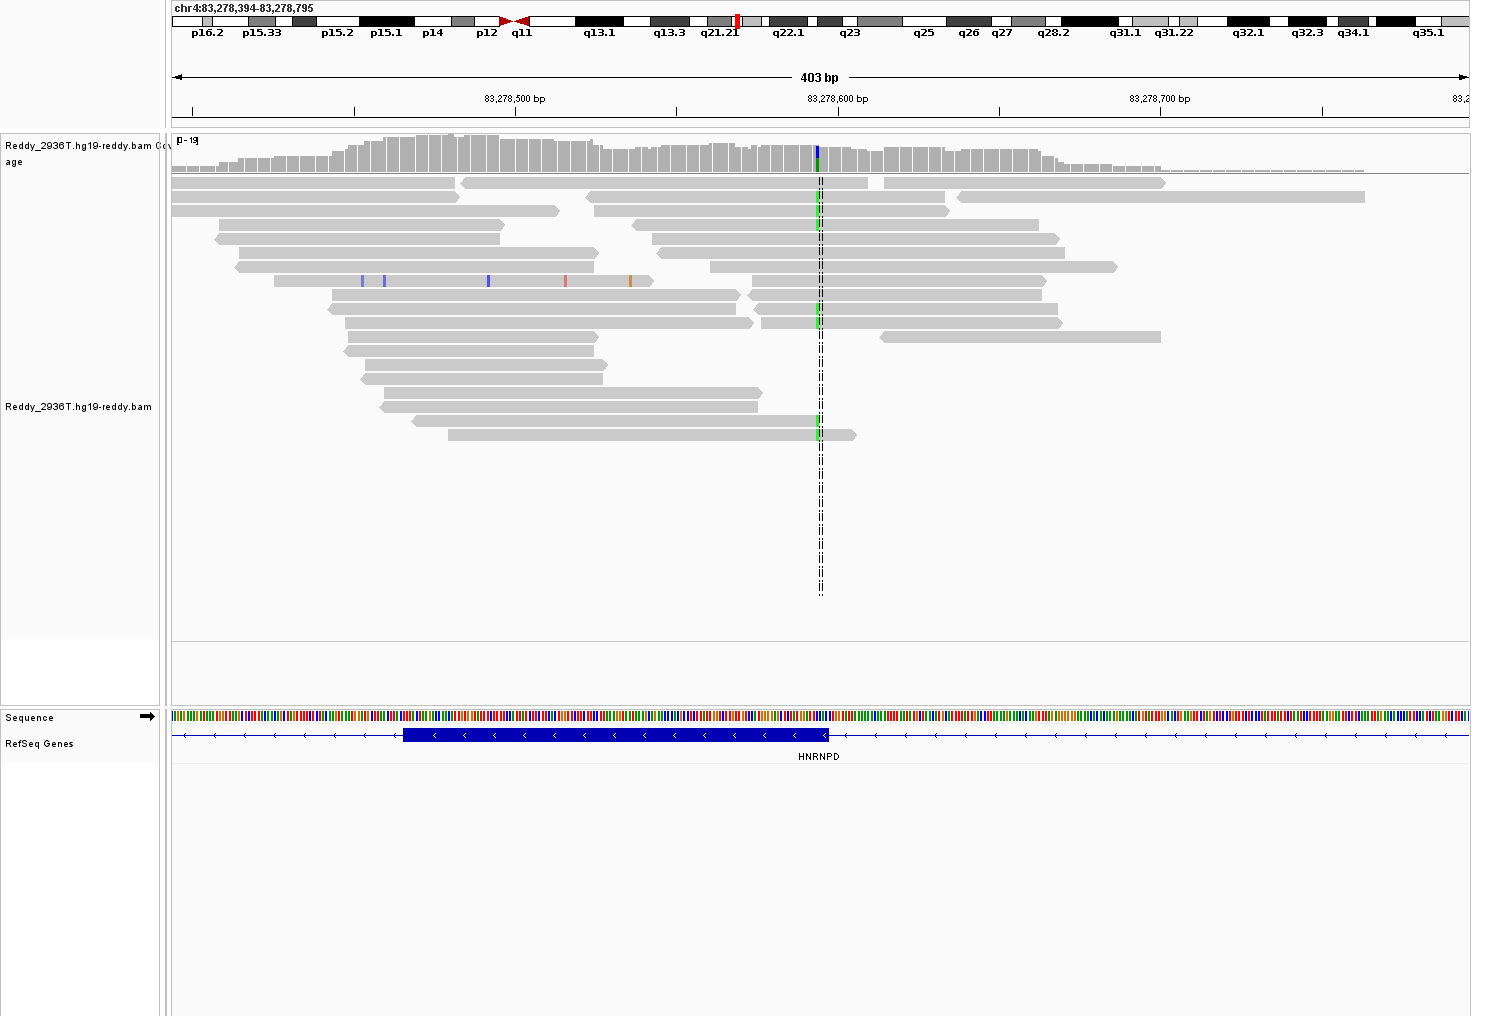 chr4:83,278,394-83,278,795
p16.2 p15.33 p15.2 p15.1 p14 p12 q11 q13.1 q13.3 q21.21 q22.1 q23 q25 q26 q27 q28.2 q31.1 q31.22 q32.1 q32.3 q34.1 q35.1
403 bp
83,278,500 bp 83,278,600 bp 83,278,700 bp 83,2
Reddy_2936T.hg19-reddy.bam Cov
age
[0 - 19]
Reddy_2936T.hg19-reddy.bam
Sequence
RefSeq Genes
HNRNPD